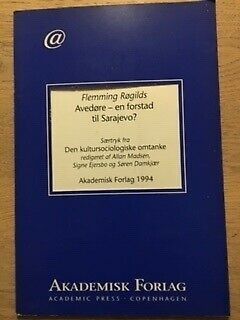 @
Flemming Røgilds
Avedøre – en forstad
til Sarajevo?
Særtryk fra
Den kultursociologiske omtanke
redigeret af Allan Madsen,
Signe Ejersbo og Søren Damkjær
Akademisk Forlag 1994
AKADEMISK FORLAG
ACADEMIC PRESS · COPENHAGEN